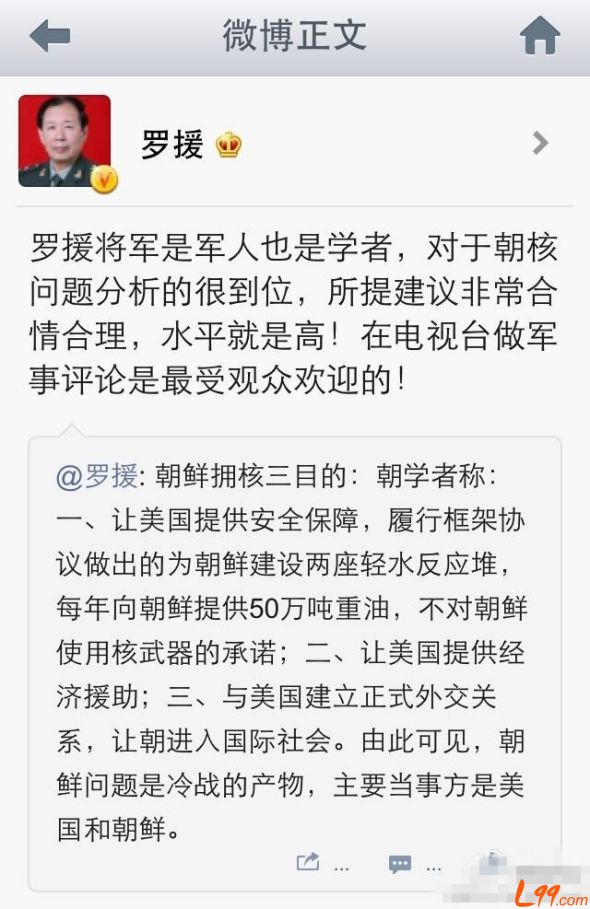 微博正文
罗援
罗援将军是军人也是学者，对于朝核
问题分析的很到位，所提建议非常合
情合理，水平就是高！在电视台做军
事评论是最受观众欢迎的！
@罗援: 朝鲜拥核三目的：朝学者称：
一、让美国提供安全保障，履行框架协
议做出的为朝鲜建设两座轻水反应堆，
每年向朝鲜提供50万吨重油，不对朝鲜
使用核武器的承诺；二、让美国提供经
济援助；三、与美国建立正式外交关
系，让朝进入国际社会。由此可见，朝
鲜问题是冷战的产物，主要当事方是美
国和朝鲜。
... ...
L99.com